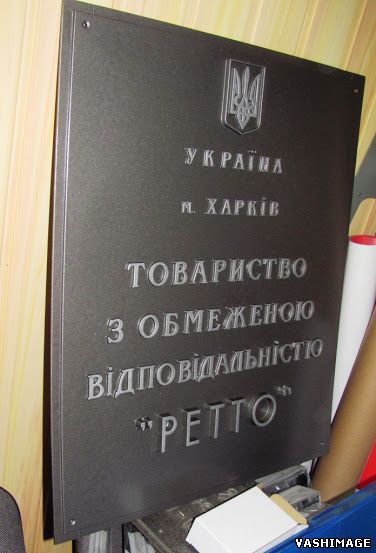 УКРАЇНА
м. ХАРКІВ
ТОВАРИСТВО
З ОБМЕЖЕНОЮ
ВІДПОВІДАЛЬНІСТЮ
"РЕТТО"
VASHIMAGE